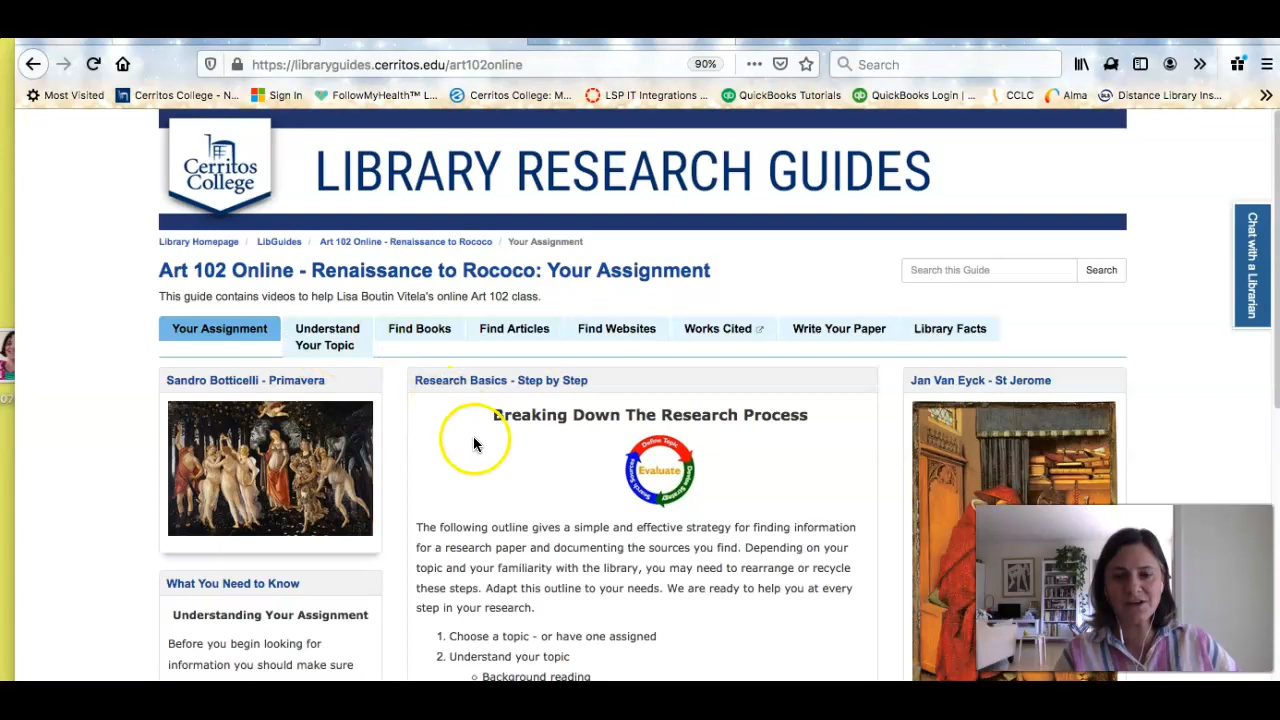 https://libraryguides.cerritos.edu/art102online
90%
Search
Most Visited
Cerritos College - N...
Sign In
FollowMyHealth™ L...
Cerritos College: M...
LSP IT Integrations ...
QuickBooks Tutorials
QuickBooks Login | ...
CCLC
Alma
Distance Library Ins...
Cerritos
College
LIBRARY RESEARCH GUIDES
Library Homepage / LibGuides / Art 102 Online - Renaissance to Rococo / Your Assignment
Art 102 Online - Renaissance to Rococo: Your Assignment
Search this Guide
Search
This guide contains videos to help Lisa Boutin Vitela's online Art 102 class.
Chat with a Librarian
Your Assignment
Understand
Your Topic
Find Books
Find Articles
Find Websites
Works Cited
Write Your Paper
Library Facts
Sandro Botticelli - Primavera
What You Need to Know
Understanding Your Assignment
Before you begin looking for
information you should make sure
Research Basics - Step by Step
Breaking Down The Research Process
Define Topic
Devise Strategy
Evaluate
The following outline gives a simple and effective strategy for finding information
for a research paper and documenting the sources you find. Depending on your
topic and your familiarity with the library, you may need to rearrange or recycle
these steps. Adapt this outline to your needs. We are ready to help you at every
step in your research.
1. Choose a topic - or have one assigned
2. Understand your topic
Background reading
Jan Van Eyck - St Jerome